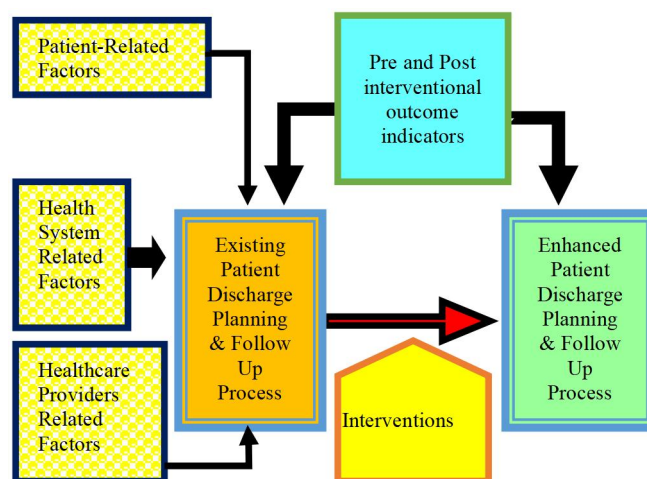 Patient-Related
Factors
Pre and Post
interventional
outcome
indicators
Health
System
Related
Factors
Existing
Patient
Discharge
Planning
& Follow
Up
Process
Enhanced
Patient
Discharge
Planning
& Follow
Up
Process
Healthcare
Providers
Related
Factors
Interventions